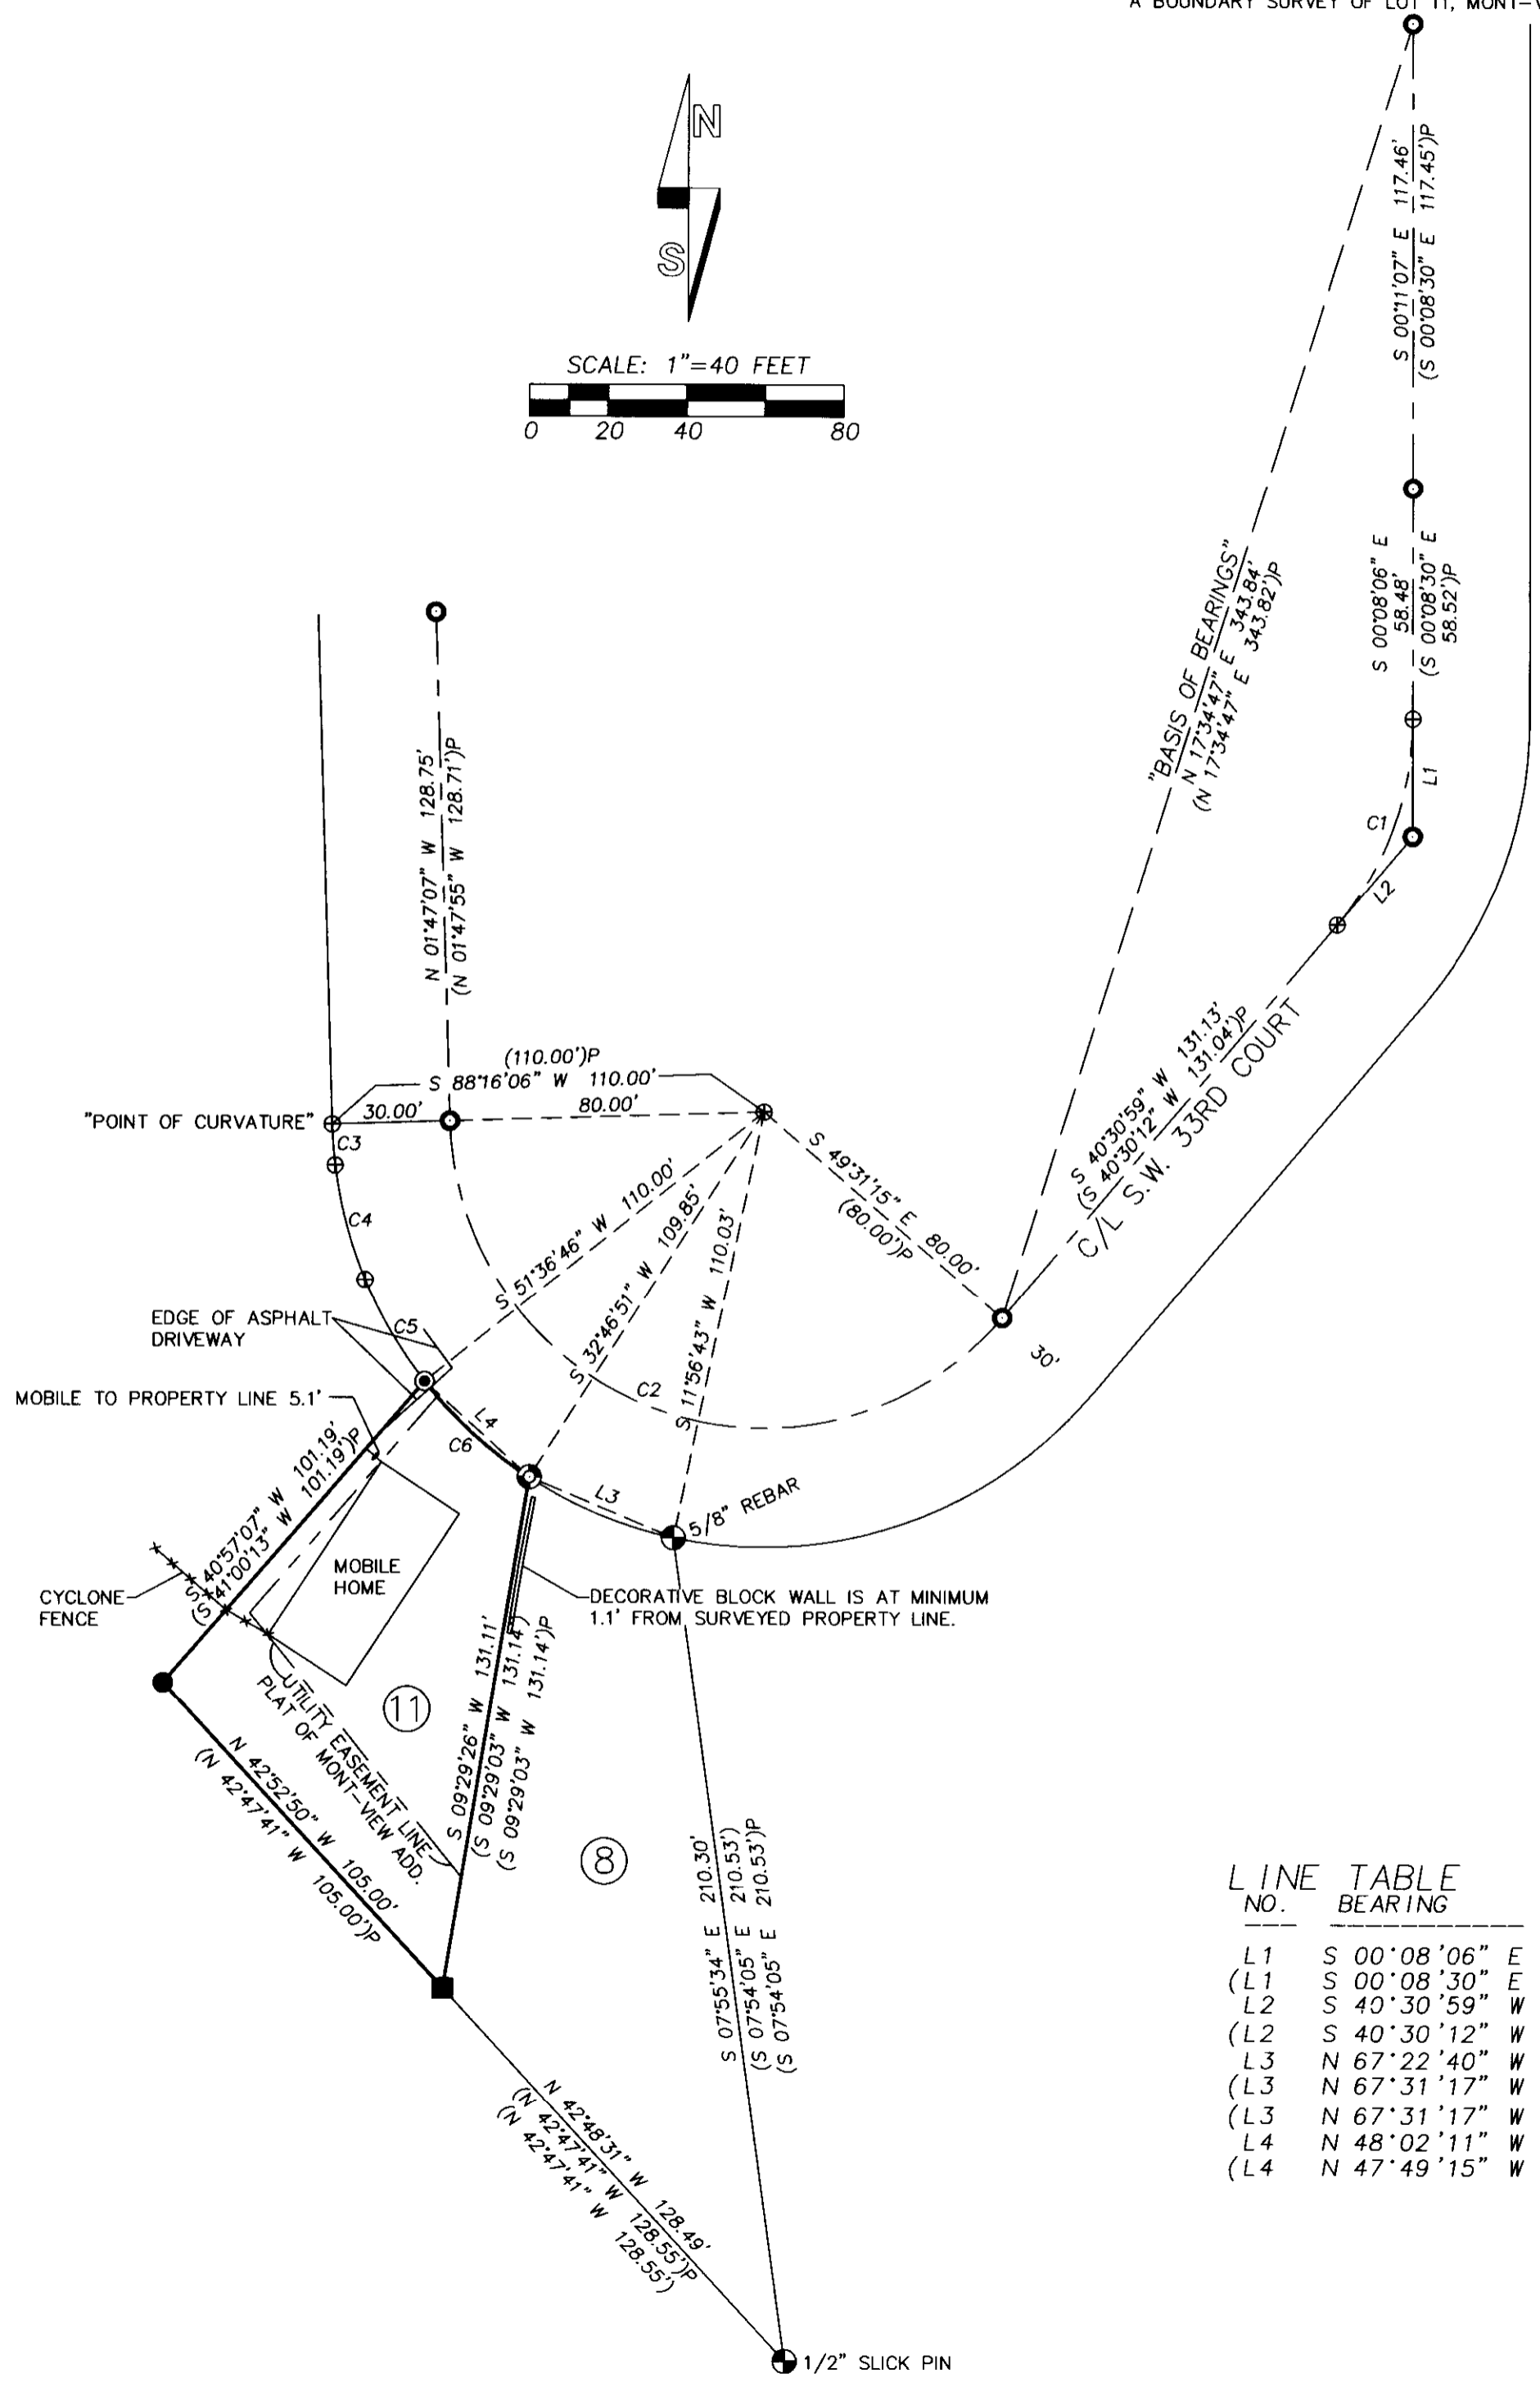 A BOUNDARY SURVEY OF LOT 11, MONT-V
N
S
SCALE: 1"=40 FEET
0 20 40 80
S 00°11'07" E 117.46'
(S 00°08'30" E 117.45')P
S 00°08'06" E
58.48'
(S 00°08'30" E
58.52')P
"BASIS OF BEARINGS"
N 17°34'47" E 343.84'
(N 17°34'47" E 343.82')P
L1
C1
L2
N 01°47'07" W 128.75'
(N 01°47'55" W 128.71')P
(110.00')P
S 88°16'06" W 110.00'
"POINT OF CURVATURE"
30.00'
80.00'
C3
C4
S 49°31'15" E 80.00'
(80.00')P
S 40°30'59" W 131.13'
(S 40°30'12" W 131.04')P
C/L S.W. 33RD COURT
30'
S 51°36'46" W 110.00'
S 32°46'51" W 109.85'
S 11°56'43" W 110.03'
EDGE OF ASPHALT
DRIVEWAY
C5
C2
MOBILE TO PROPERTY LINE 5.1'
L4
C6
L3
5/8" REBAR
S 40°57'07" W 101.19'
(S 41°00'13" W 101.19')P
CYCLONE
FENCE
MOBILE
HOME
DECORATIVE BLOCK WALL IS AT MINIMUM
1.1' FROM SURVEYED PROPERTY LINE.
UTILITY EASEMENT LINE
PLAT OF MONT-VIEW ADD.
11
S 09°29'26" W 131.11'
(S 09°29'03" W 131.14')
(S 09°29'03" W 131.14')P
N 42°52'50" W 105.00'
(N 42°47'41" W 105.00')P
8
S 07°55'34" E 210.30'
(S 07°54'05" E 210.53')
(S 07°54'05" E 210.53')P
N 42°48'31" W 128.49'
(N 42°47'41" W 128.55')P
(N 42°47'41" W 128.55')
1/2" SLICK PIN
LINE TABLE
NO. BEARING
L1 S 00°08'06" E
(L1 S 00°08'30" E
L2 S 40°30'59" W
(L2 S 40°30'12" W
L3 N 67°22'40" W
(L3 N 67°31'17" W
(L3 N 67°31'17" W
L4 N 48°02'11" W
(L4 N 47°49'15" W